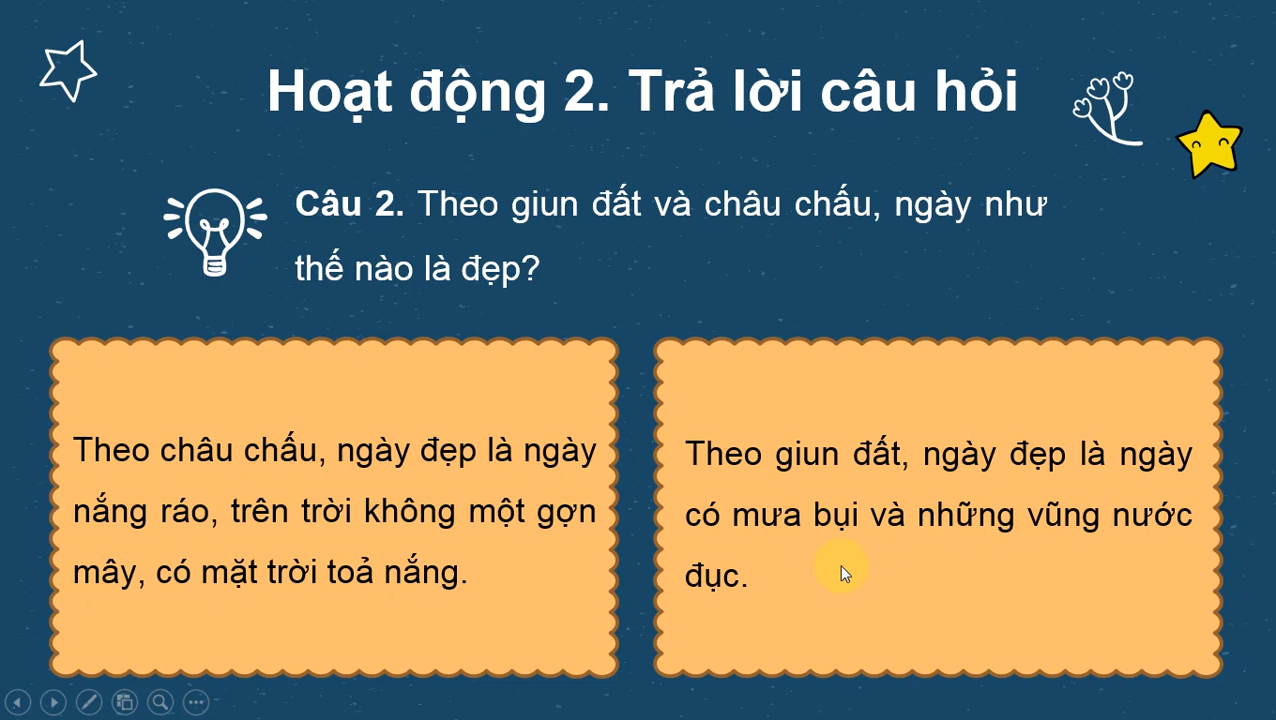 Hoạt động 2. Trả lời câu hỏi
Câu 2. Theo giun đất và châu chấu, ngày như
thế nào là đẹp?
Theo châu chấu, ngày đẹp là ngày
nắng ráo, trên trời không một gợn
mây, có mặt trời toả nắng.
Theo giun đất, ngày đẹp là ngày
có mưa bụi và những vũng nước
đục.